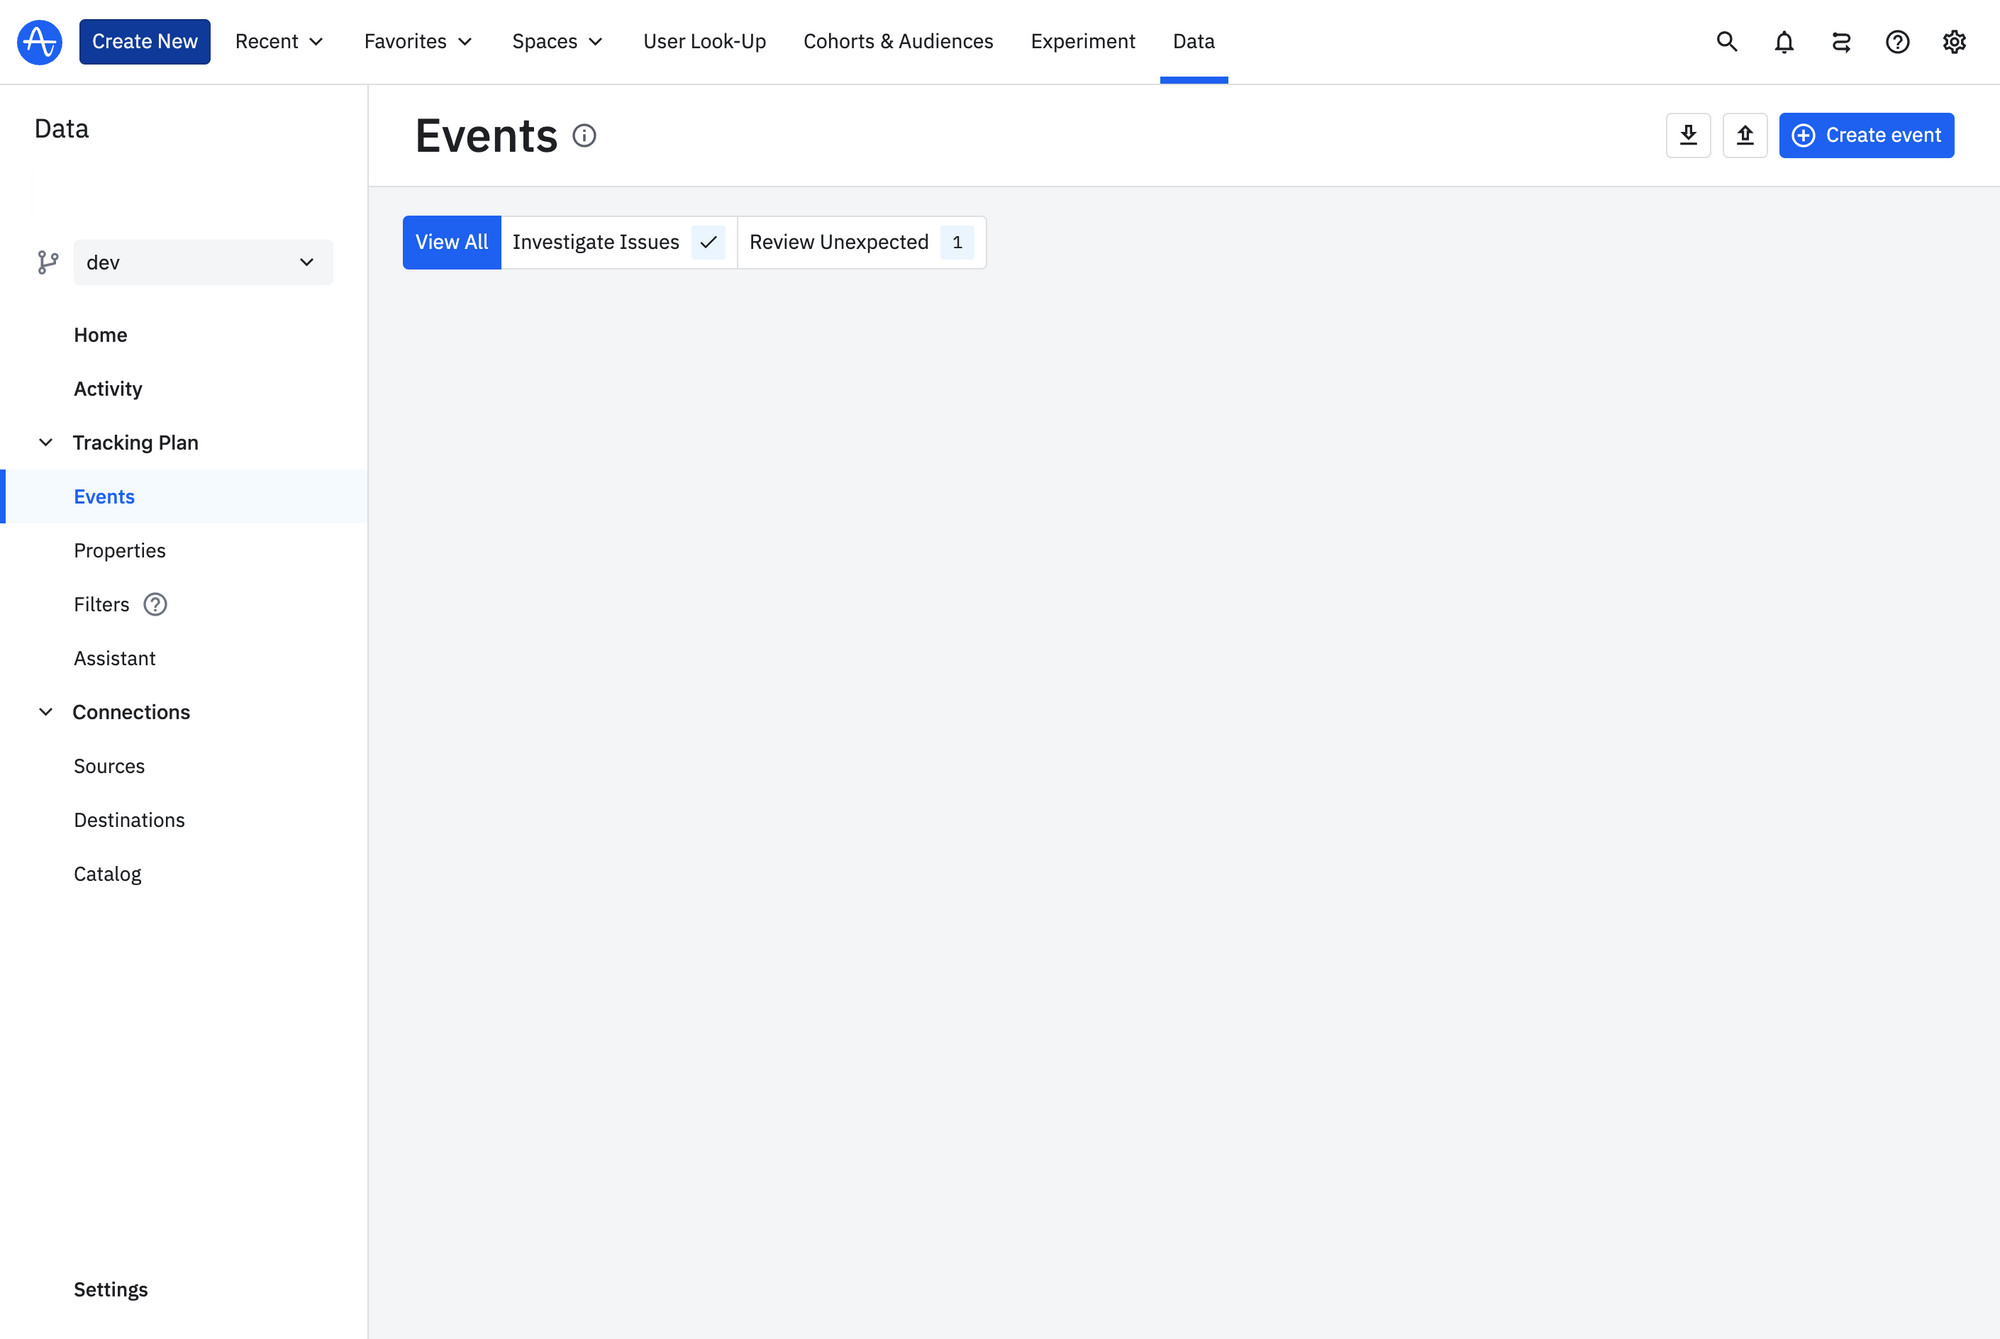 Create New Recent Favorites Spaces User Look-Up Cohorts & Audiences Experiment Data
Data
Events
Create event
View All Investigate Issues Review Unexpected 1
dev
Home
Activity
Tracking Plan
Events
Properties
Filters
Assistant
Connections
Sources
Destinations
Catalog
Settings